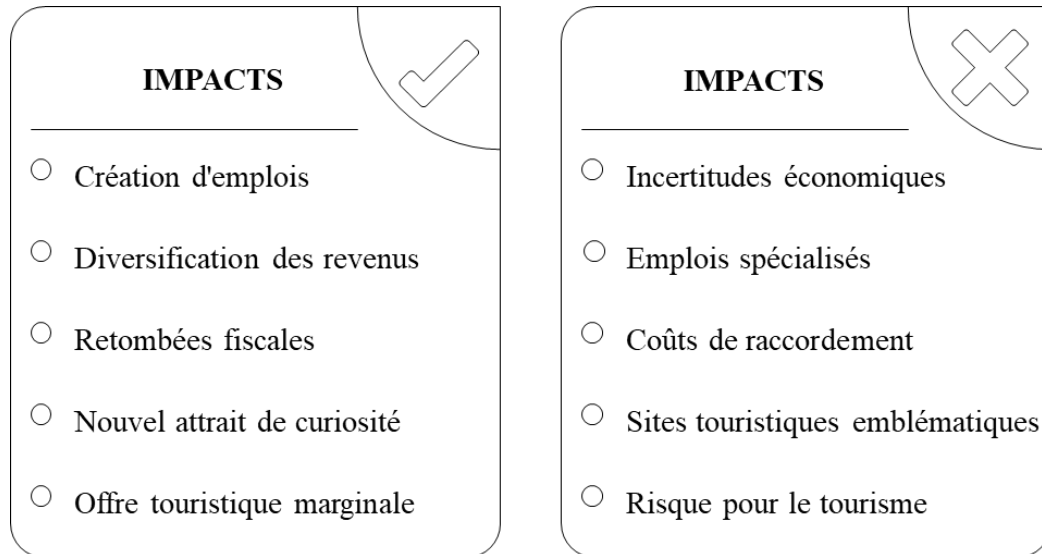 IMPACTS
Création d'emplois
Diversification des revenus
Retombées fiscales
Nouvel attrait de curiosité
Offre touristique marginale
IMPACTS
Incertitudes économiques
Emplois spécialisés
Coûts de raccordement
Sites touristiques emblématiques
Risque pour le tourisme